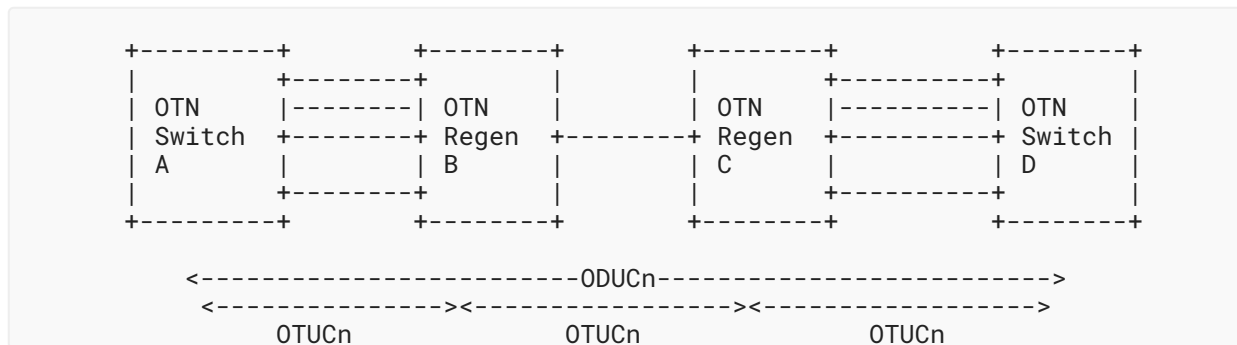 +---------+ +--------+ +--------+ +--------+
| +--------+ | | +----------+ |
| OTN |--------| OTN | | OTN |----------| OTN |
| Switch +--------+ Regen +--------+ Regen +----------+ Switch |
| A | | B | | C | | D |
| +--------+ | | +----------+ |
+---------+ +--------+ +--------+ +--------+
<-------------------------ODUCn-------------------------->
<----------------><-----------------><------------------>
OTUCn OTUCn OTUCn